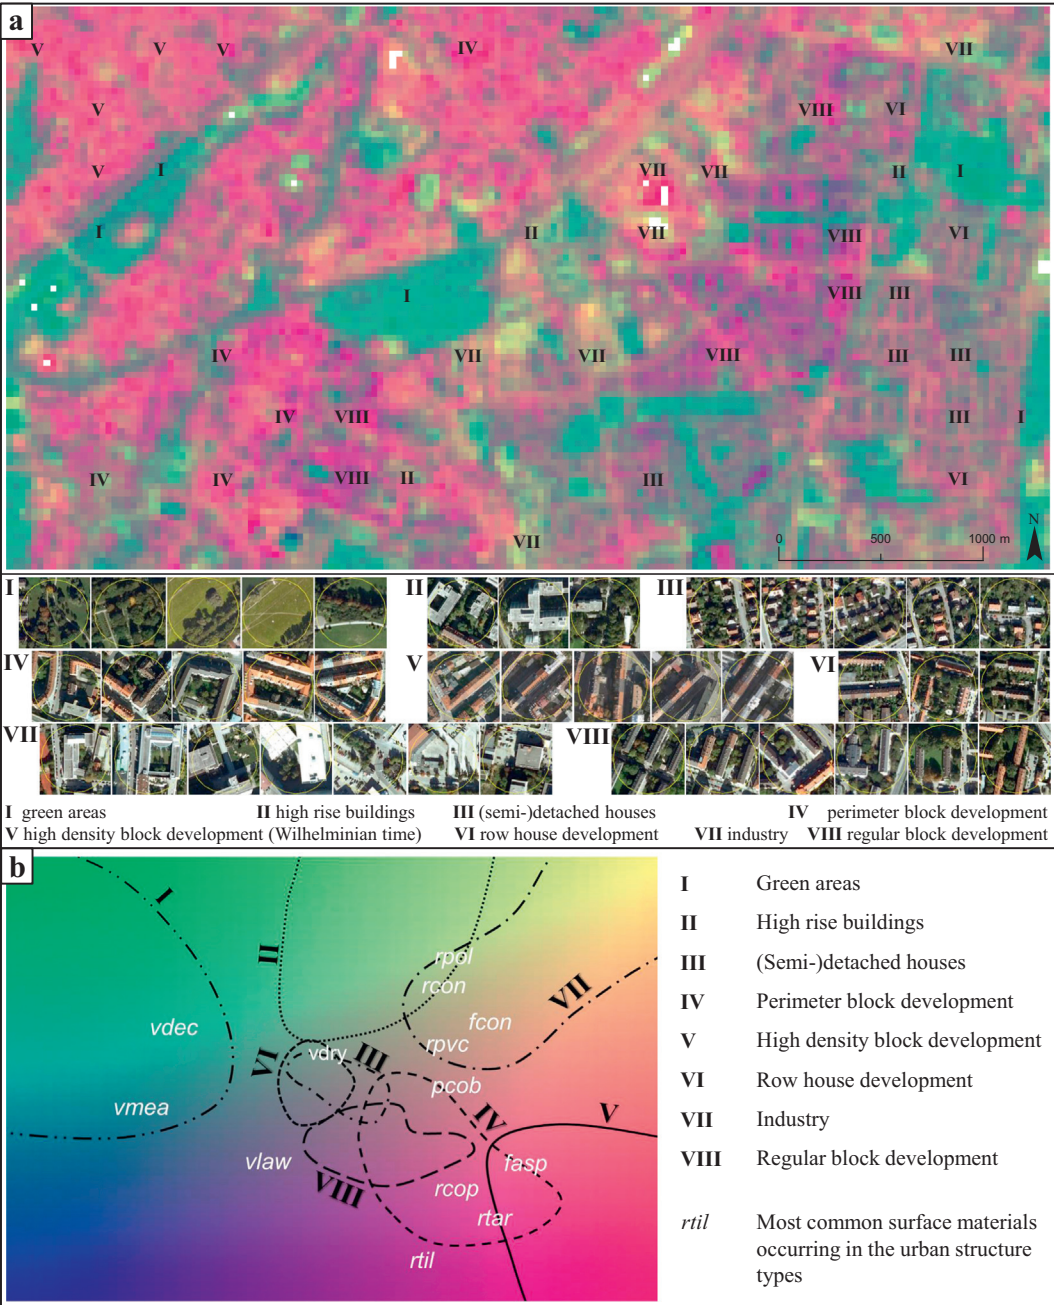 a
V V V IV VII
V VIII VI
V I VII VII II I
I II VII VIII VI
I VIII III
IV VII VII VIII III III
IV VIII III I
IV IV VIII II III VI
VII
N
0 500 1000 m
I II III
IV V VI
VII VIII
I green areas II high rise buildings III (semi-)detached houses IV perimeter block development
V high density block development (Wilhelminian time) VI row house development VII industry VIII regular block development
b
I
II
rpol
rcon
VII
vdec
fcon
rpvc
VI
vdry
III
pcob
vmea
IV
V
vlaw
fasp
VIII
rcop
rtar
rtil
I Green areas
II High rise buildings
III (Semi-)detached houses
IV Perimeter block development
V High density block development
VI Row house development
VII Industry
VIII Regular block development
rtil Most common surface materials
occurring in the urban structure
types